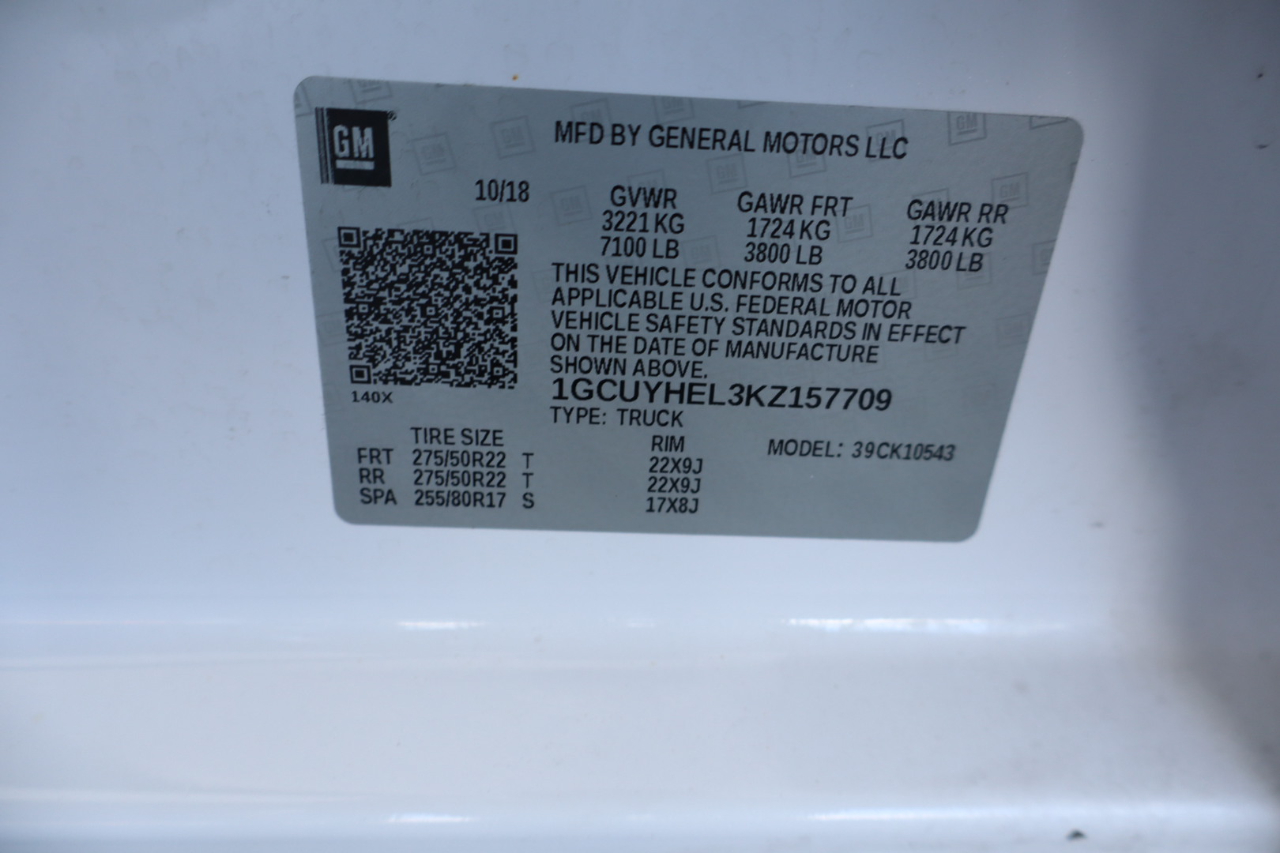 GM
MFD BY GENERAL MOTORS LLC
10/18
GVWR GAWR FRT GAWR RR
3221 KG 1724 KG 1724 KG
7100 LB 3800 LB 3800 LB
THIS VEHICLE CONFORMS TO ALL
APPLICABLE U.S. FEDERAL MOTOR
VEHICLE SAFETY STANDARDS IN EFFECT
ON THE DATE OF MANUFACTURE
SHOWN ABOVE.
140X
1GCUYHEL3KZ157709
TYPE: TRUCK
TIRE SIZE RIM MODEL: 39CK10543
FRT 275/50R22 T 22X9J
RR 275/50R22 T 22X9J
SPA 255/80R17 S 17X8J